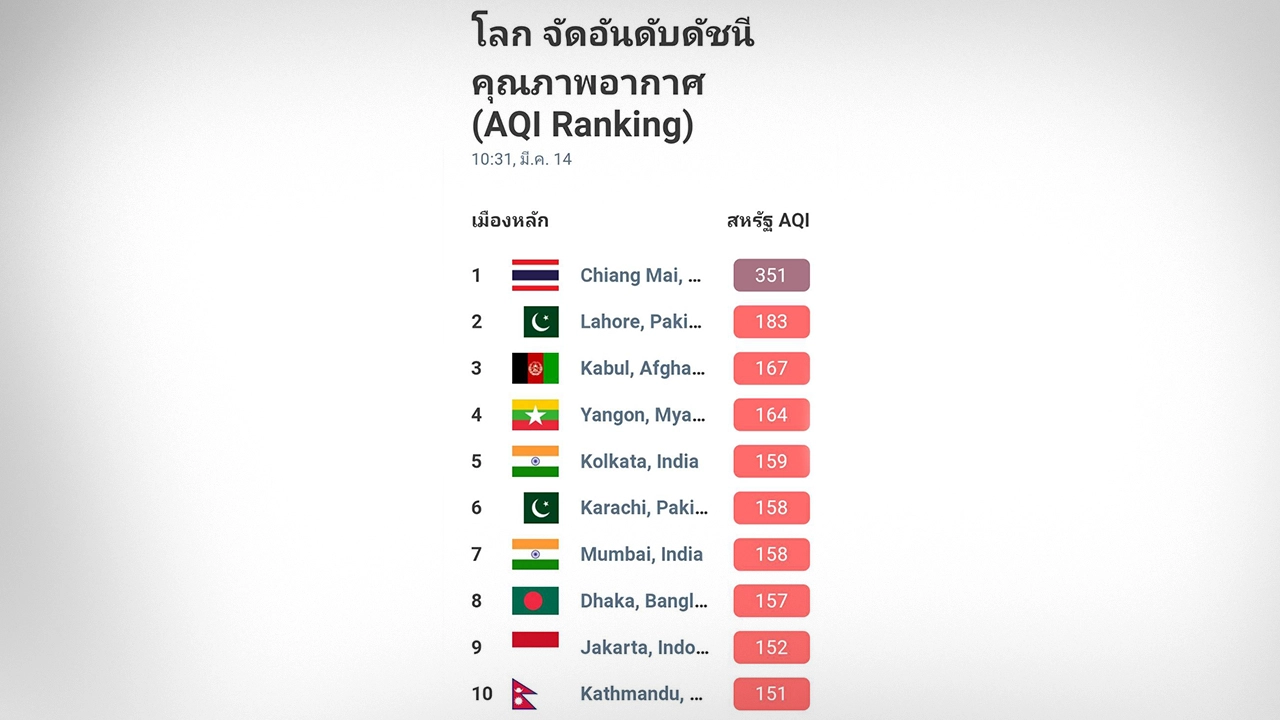 โลก จัดอันดับดัชนี
คุณภาพอากาศ
(AQI Ranking)
10:31, มี.ค. 14
เมืองหลัก สหรัฐ AQI
1 Chiang Mai, ... 351
2 Lahore, Paki... 183
3 Kabul, Afgha... 167
4 Yangon, Mya... 164
5 Kolkata, India 159
6 Karachi, Paki... 158
7 Mumbai, India 158
8 Dhaka, Bangl... 157
9 Jakarta, Indo... 152
10 Kathmandu, ... 151